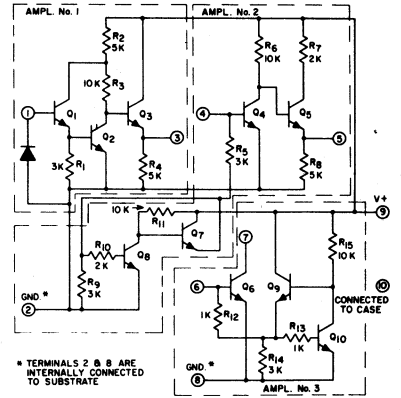 AMPL. No. 1
AMPL. No. 2
R2
5K
R6
10K
R7
2K
10K
R3
Q1
Q2
Q3
Q4
Q5
1
3
4
5
3K
R1
R4
5K
R5
3K
R8
5K
10K
R11
V+
9
Q7
7
R15
10K
R10
2K
Q8
10
CONNECTED
TO CASE
R9
3K
6
Q6
Q9
GND.*
2
1K
R12
R13
1K
Q10
R14
3K
* TERMINALS 2 & 8 ARE
INTERNALLY CONNECTED
TO SUBSTRATE
GND.*
8
AMPL. No. 3